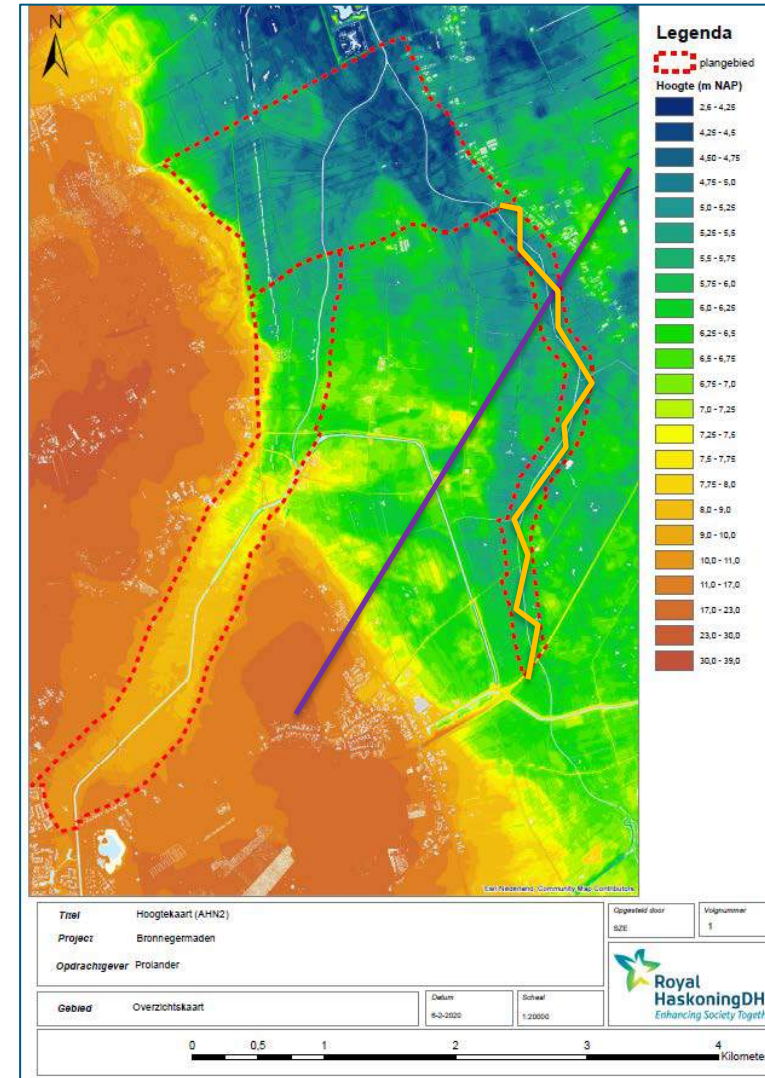 N
Legenda
plangebied
Hoogte (m NAP)
2,6 - 4,25
4,25 - 4,5
4,50 - 4,75
4,75 - 5,0
5,0 - 5,25
5,25 - 5,5
5,5 - 5,75
5,75 - 6,0
6,0 - 6,25
6,25 - 6,5
6,5 - 6,75
6,75 - 7,0
7,0 - 7,25
7,25 - 7,5
7,5 - 7,75
7,75 - 8,0
8,0 - 9,0
9,0 - 10,0
10,0 - 11,0
11,0 - 17,0
17,0 - 23,0
23,0 - 30,0
30,0 - 39,0
Esri Nederland, Community Map Contributors
Titel Hoogtekaart (AHN2)
Project Bronnegermaden
Opdrachtgever Prolander
Gebied Overzichtskaart
Datum
6-2-2020
Schaal
1:20000
Opgesteld door
SZE
Volgnummer
1
Royal
HaskoningDH
Enhancing Society Togeth
0 0,5 1 2 3 4
Kilomete